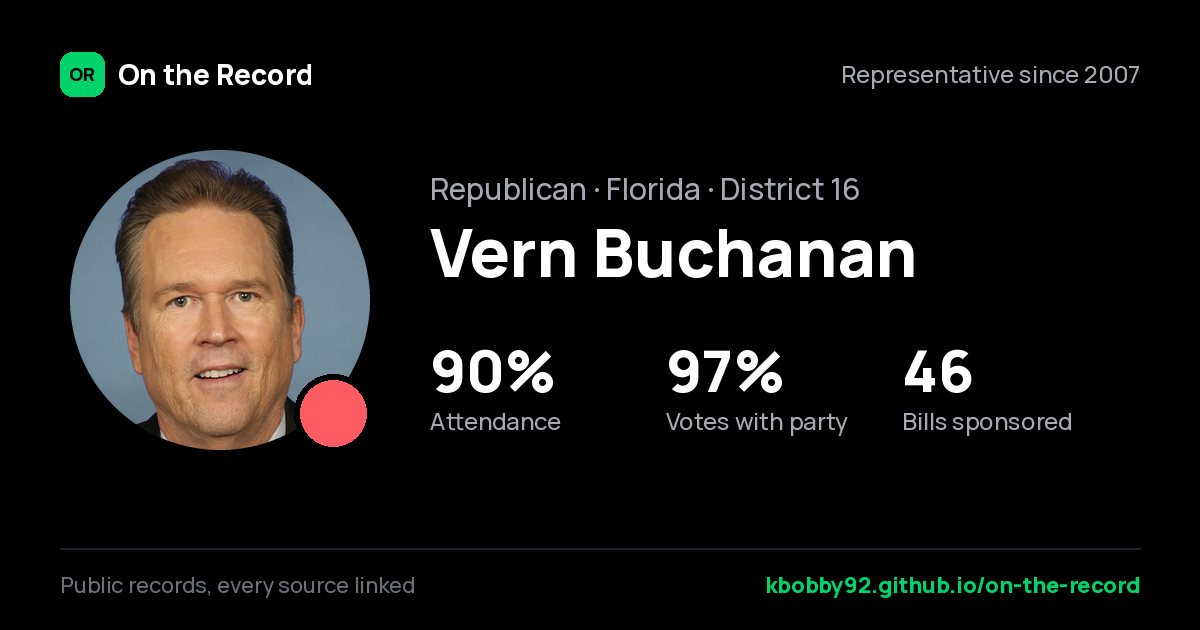 OR On the Record
Representative since 2007
Republican · Florida · District 16
Vern Buchanan
90% 97% 46
Attendance Votes with party Bills sponsored
Public records, every source linked
kbobby92.github.io/on-the-record